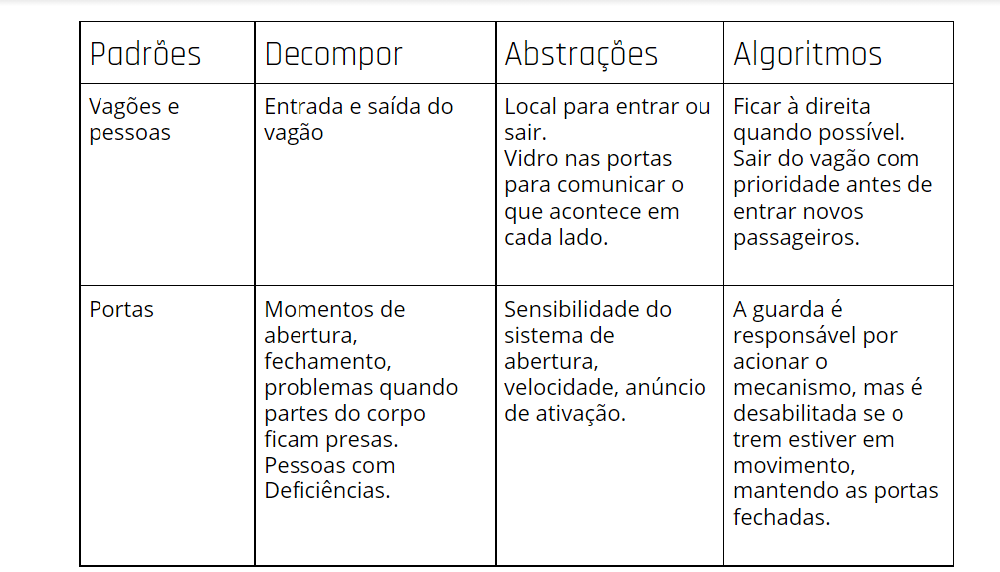 Padrões
Decompor
Abstrações
Algoritmos
Vagões e
pessoas
Entrada e saída do
vagão
Local para entrar ou
sair.
Vidro nas portas
para comunicar o
que acontece em
cada lado.
Ficar à direita
quando possível.
Sair do vagão com
prioridade antes de
entrar novos
passageiros.
Portas
Momentos de
abertura,
fechamento,
problemas quando
partes do corpo
ficam presas.
Pessoas com
Deficiências.
Sensibilidade do
sistema de
abertura,
velocidade, anúncio
de ativação.
A guarda é
responsável por
acionar o
mecanismo, mas é
desabilitada se o
trem estiver em
movimento,
mantendo as portas
fechadas.